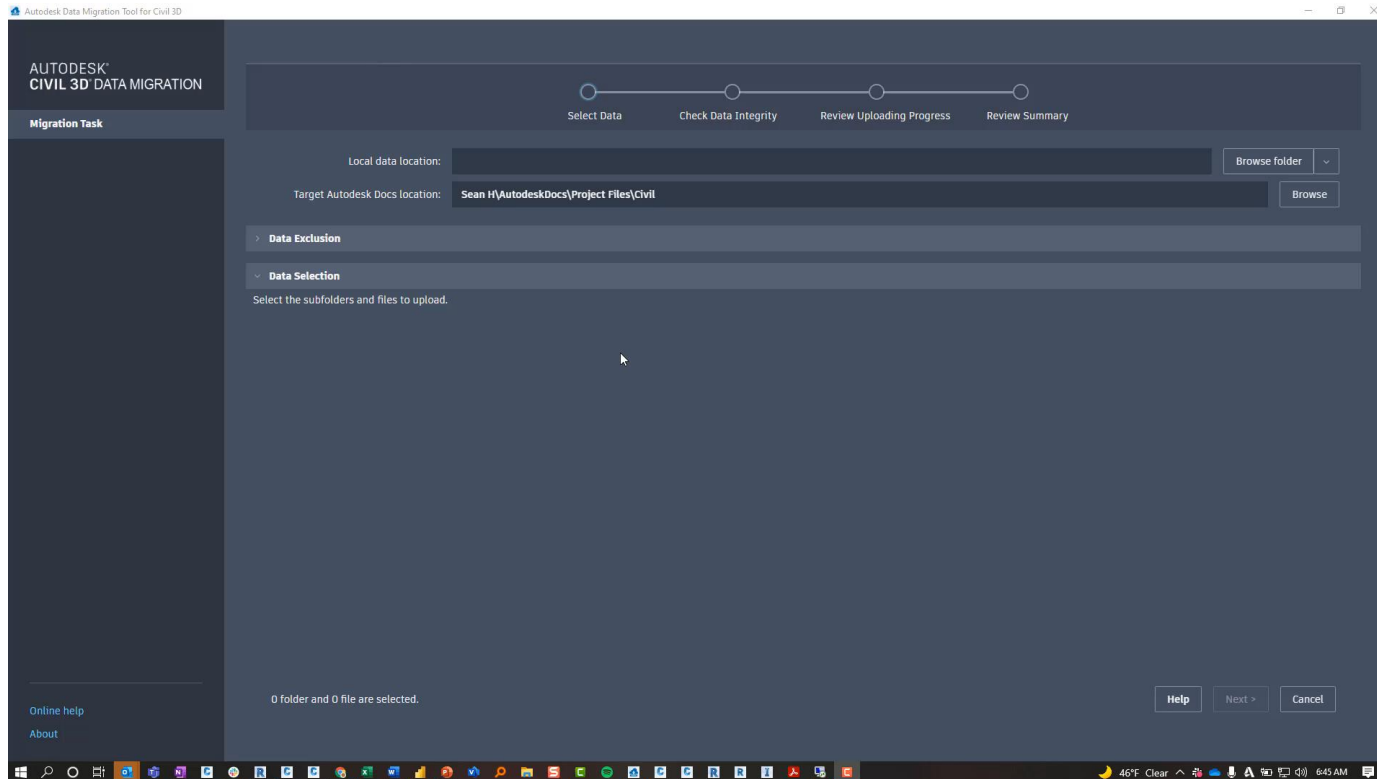 Autodesk Data Migration Tool for Civil 3D
AUTODESK®
CIVIL 3D® DATA MIGRATION
Migration Task
Select Data
Check Data Integrity
Review Uploading Progress
Review Summary
Local data location:
Browse folder
Target Autodesk Docs location:
Sean H\AutodeskDocs\Project Files\Civil
Browse
Data Exclusion
Data Selection
Select the subfolders and files to upload.
0 folder and 0 file are selected.
Help
Next >
Cancel
Online help
About
46°F Clear
6:45 AM